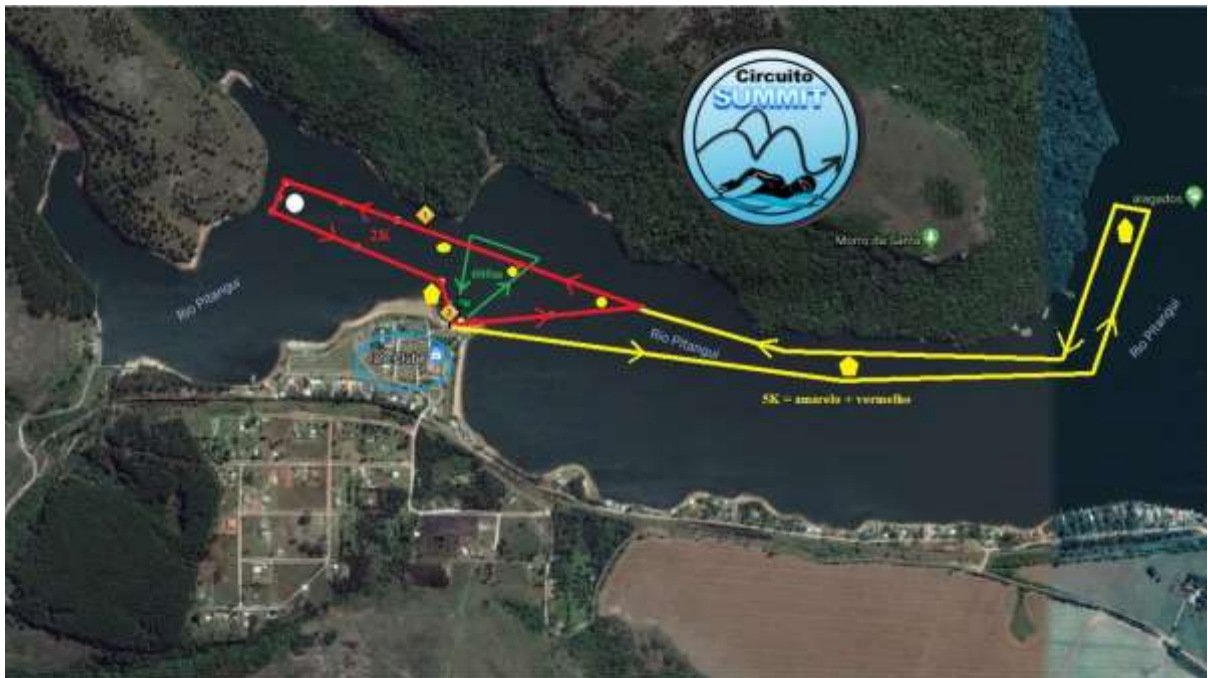 Circuito
SUMMIT
alagados
2K
Morro da Santa
Rio Pitangui
Rio Pitangui
Rio Pitangui
5K = amarelo + vermelho